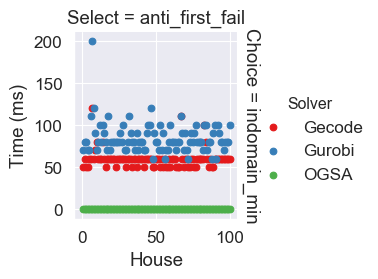 Select = anti_first_fail
200
150
100
50
0
Time (ms)
0
50
100
House
Choice = indomain_min
Solver
Gecode
Gurobi
OGSA